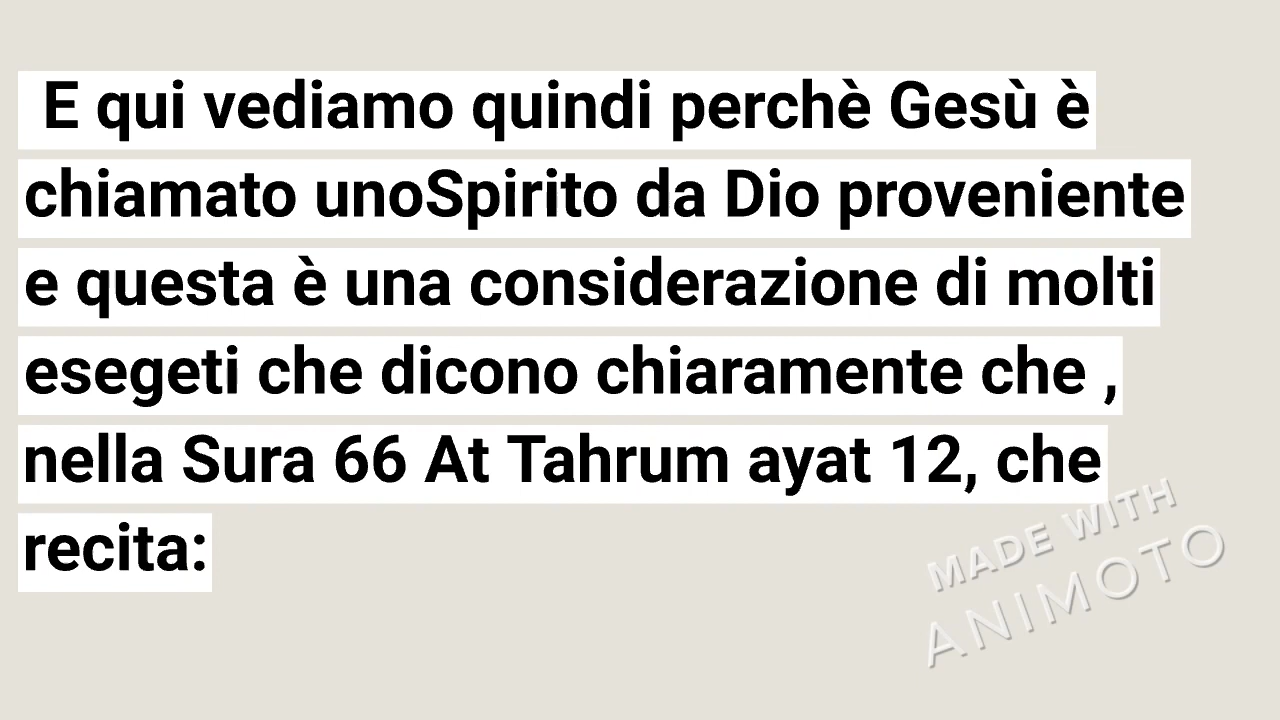 E qui vediamo quindi perchè Gesù è
chiamato unoSpirito da Dio proveniente
e questa è una considerazione di molti
esegeti che dicono chiaramente che ,
nella Sura 66 At Tahrum ayat 12, che
recita:
MADE WITH
ANIMOTO